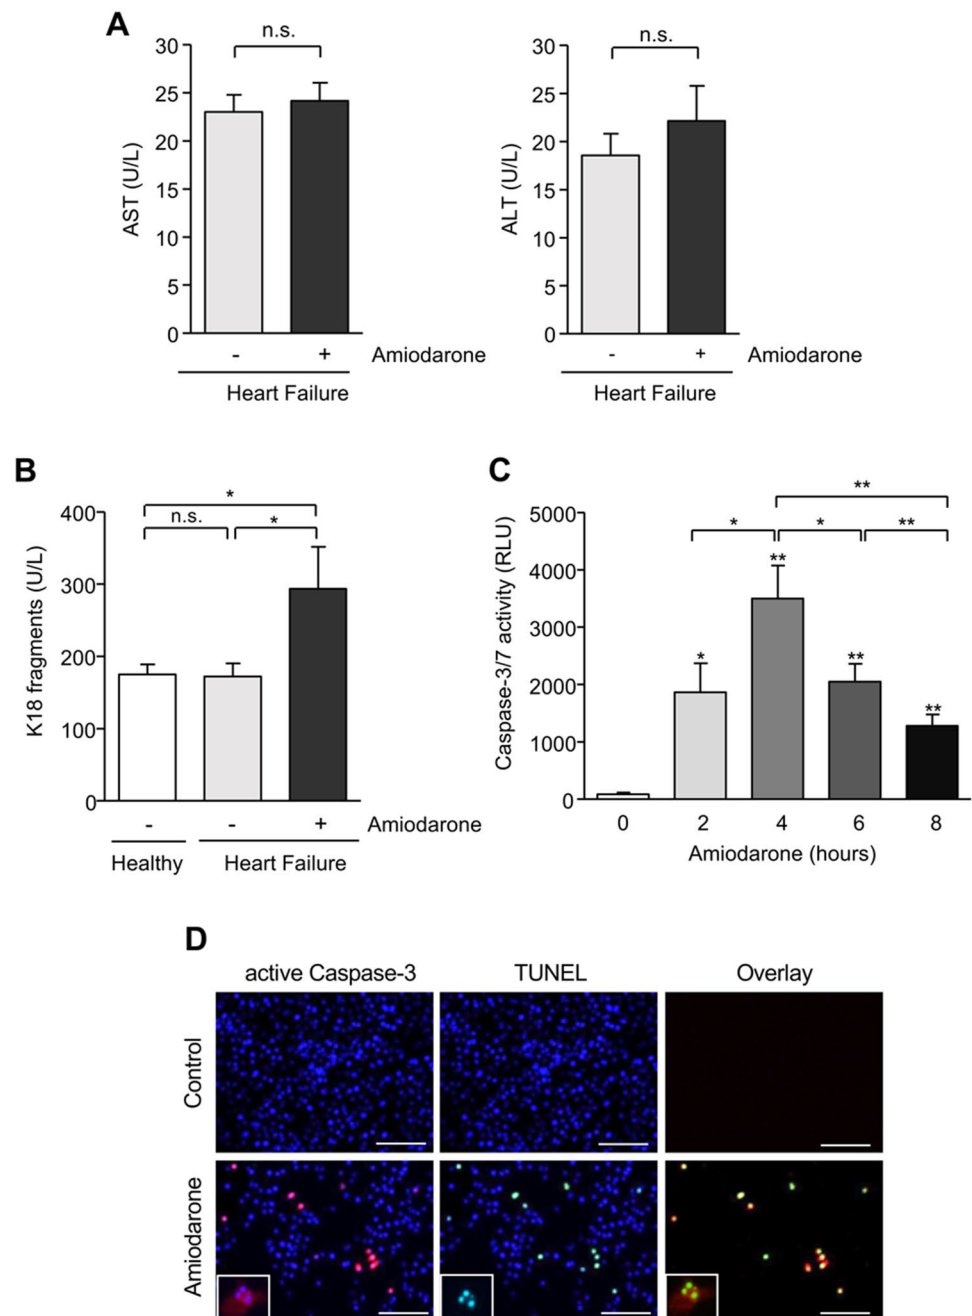 A
n.s.
30
25
20
15
10
5
0
AST (U/L)
- + Amiodarone
Heart Failure
n.s.
30
25
20
15
10
5
0
ALT (U/L)
- + Amiodarone
Heart Failure
B
*
n.s. *
400
300
200
100
0
K18 fragments (U/L)
- - + Amiodarone
Healthy Heart Failure
C
**
* * **
**
* ** **
5000
4000
3000
2000
1000
0
Caspase-3/7 activity (RLU)
0 2 4 6 8
Amiodarone (hours)
D
active Caspase-3 TUNEL Overlay
Control
Amiodarone